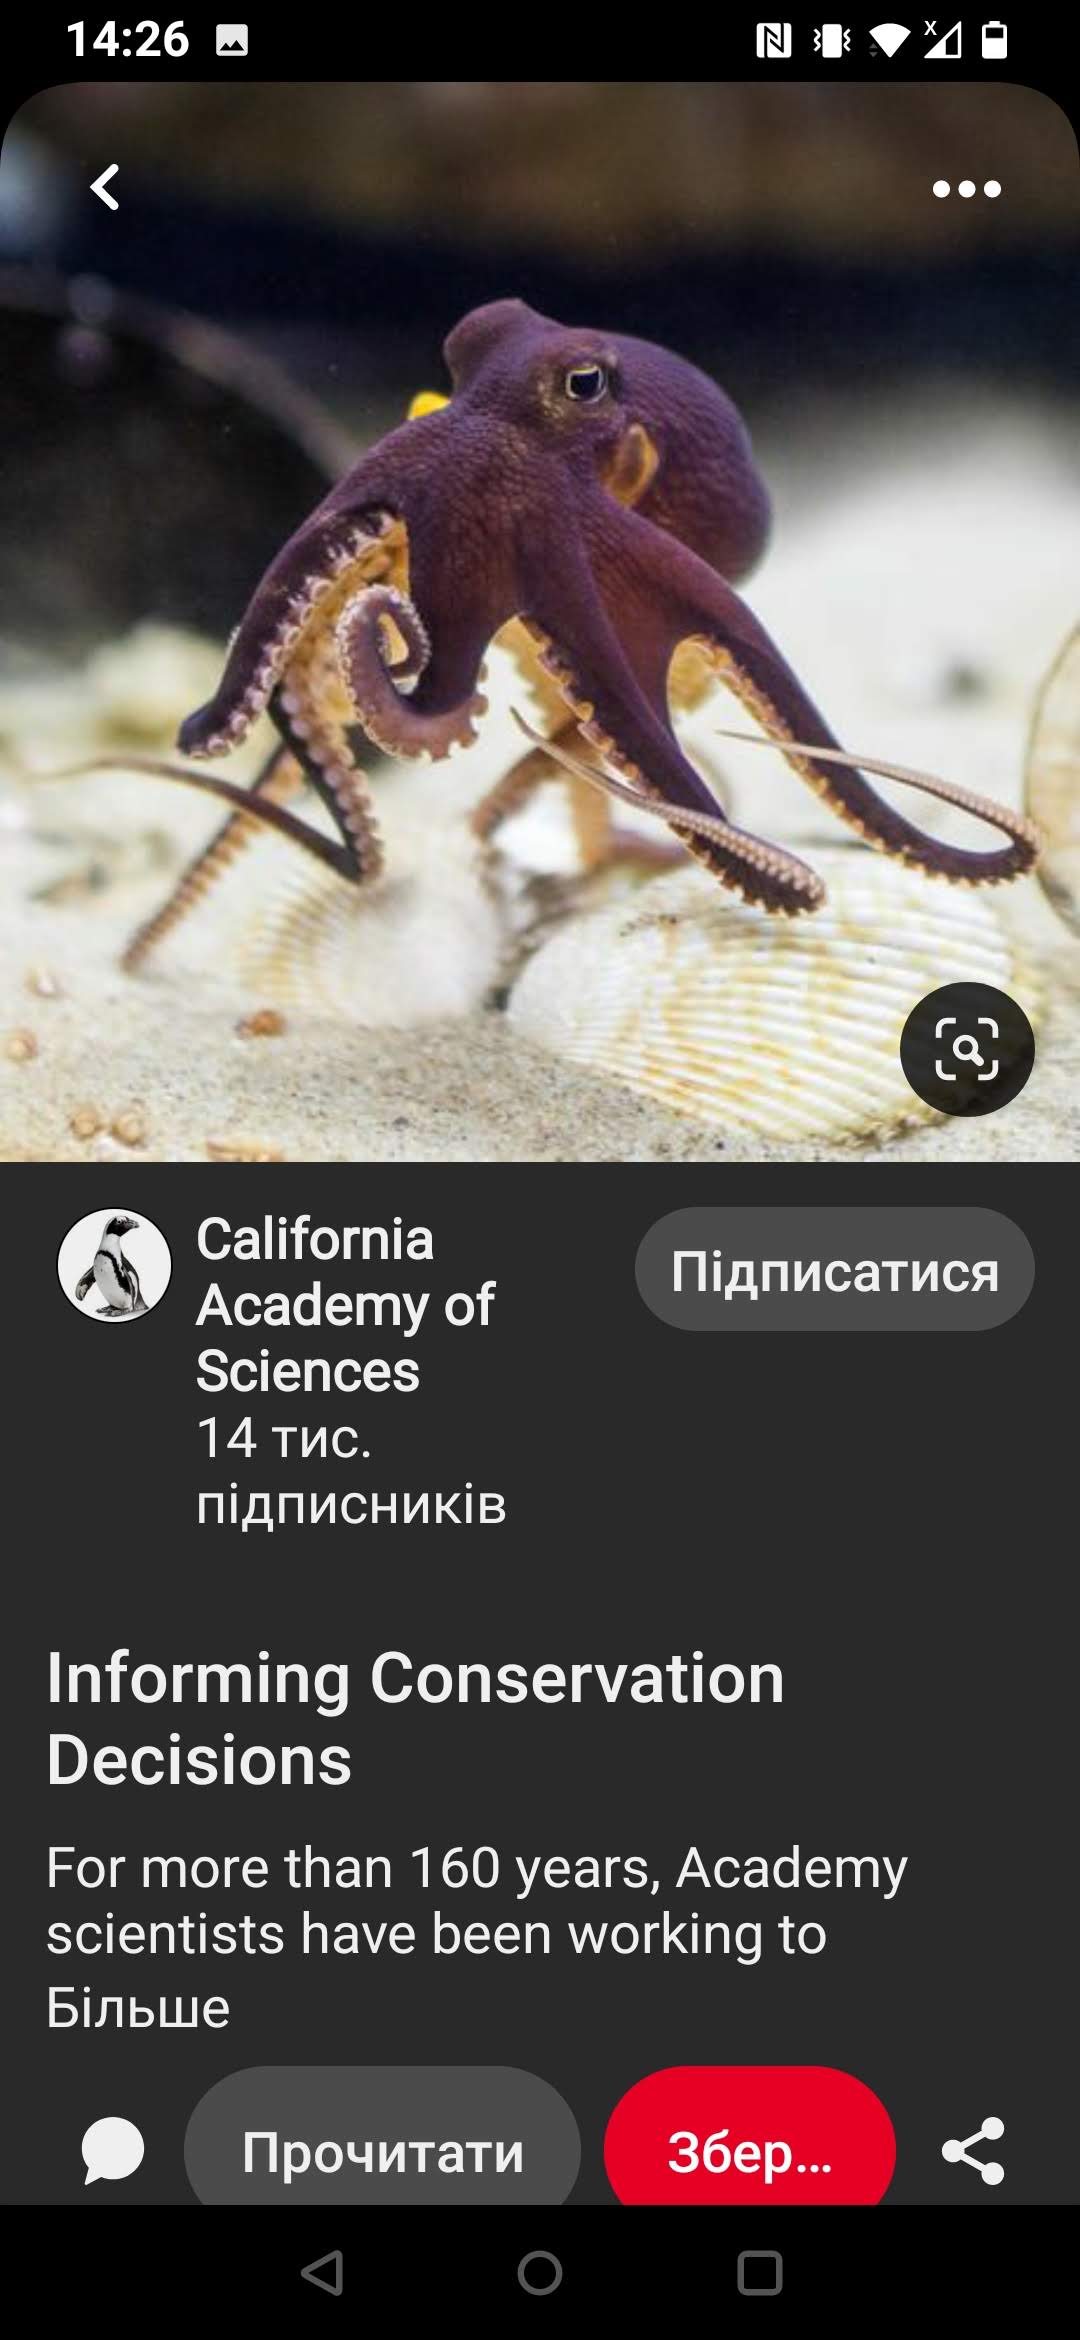 14:26
California
Academy of
Sciences
14 тис.
підписників
Підписатися
Informing Conservation
Decisions
For more than 160 years, Academy
scientists have been working to
Більше
Прочитати
Збер...